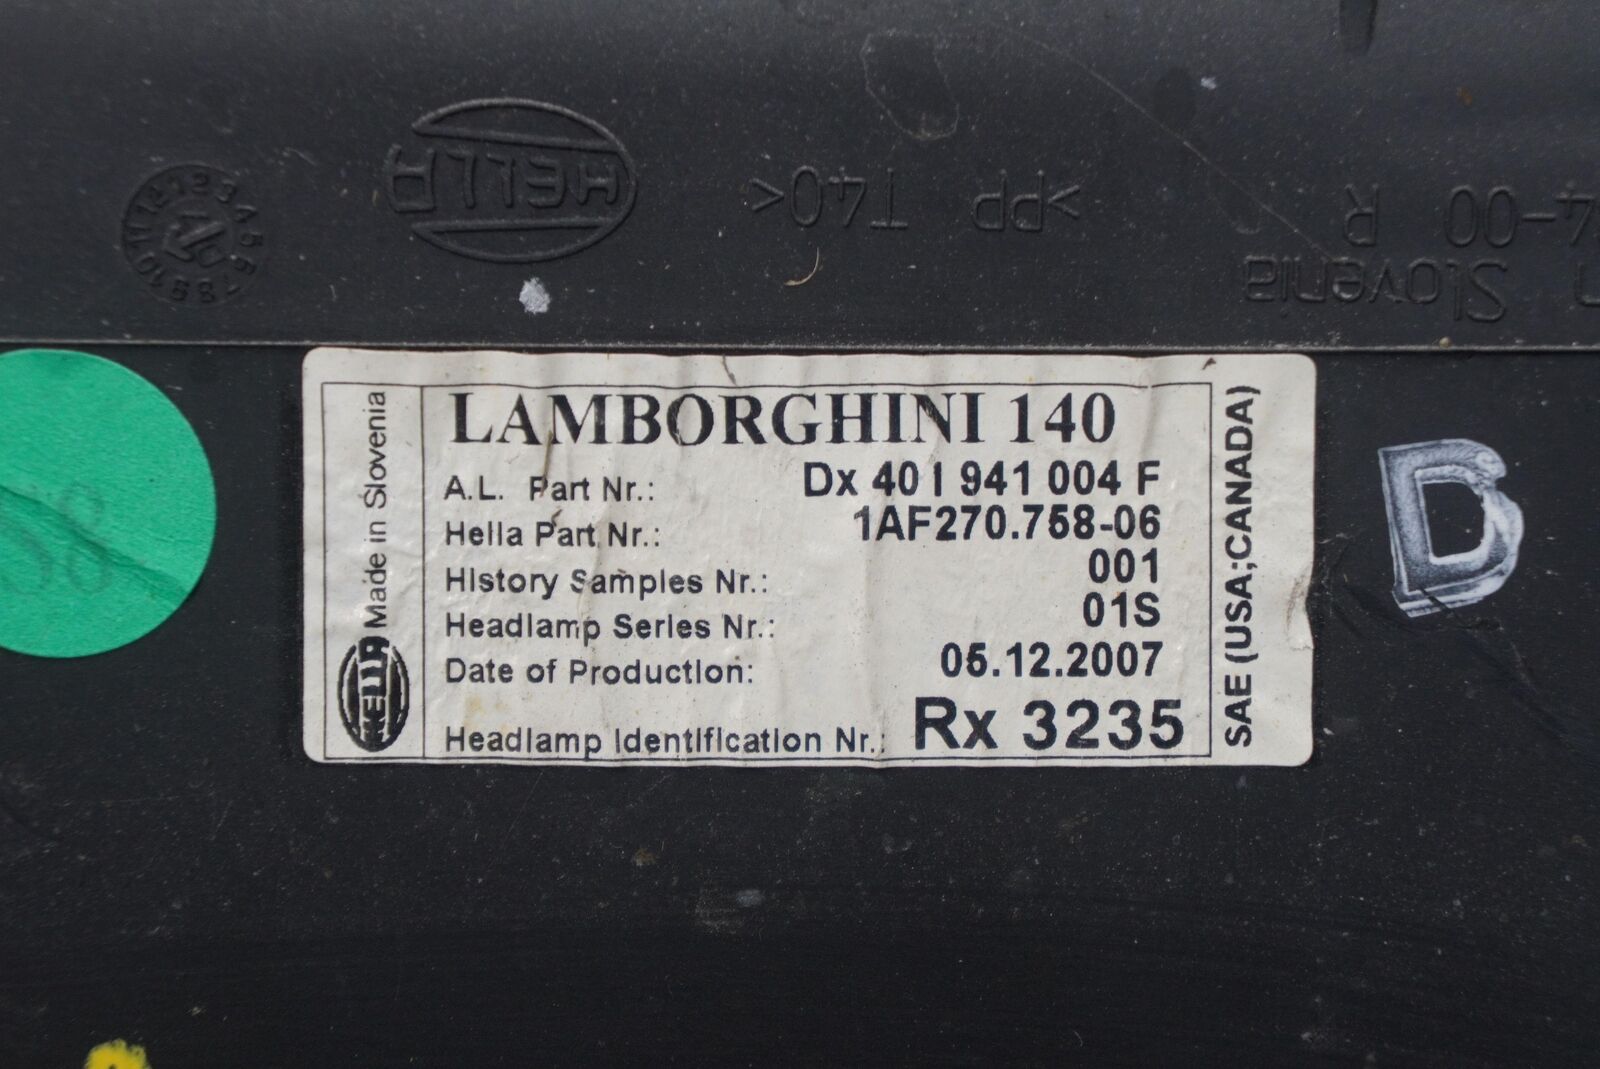 HELLA
>PP T40<
4-00 R
Slovenia
Made in Slovenia
HELLA
LAMBORGHINI 140
A.L. Part Nr.: Dx 40 I 941 004 F
Hella Part Nr.: 1AF270.758-06
History Samples Nr.: 001
Headlamp Series Nr.: 01S
Date of Production: 05.12.2007
Headlamp Identification Nr.: Rx 3235
SAE (USA;CANADA)
D